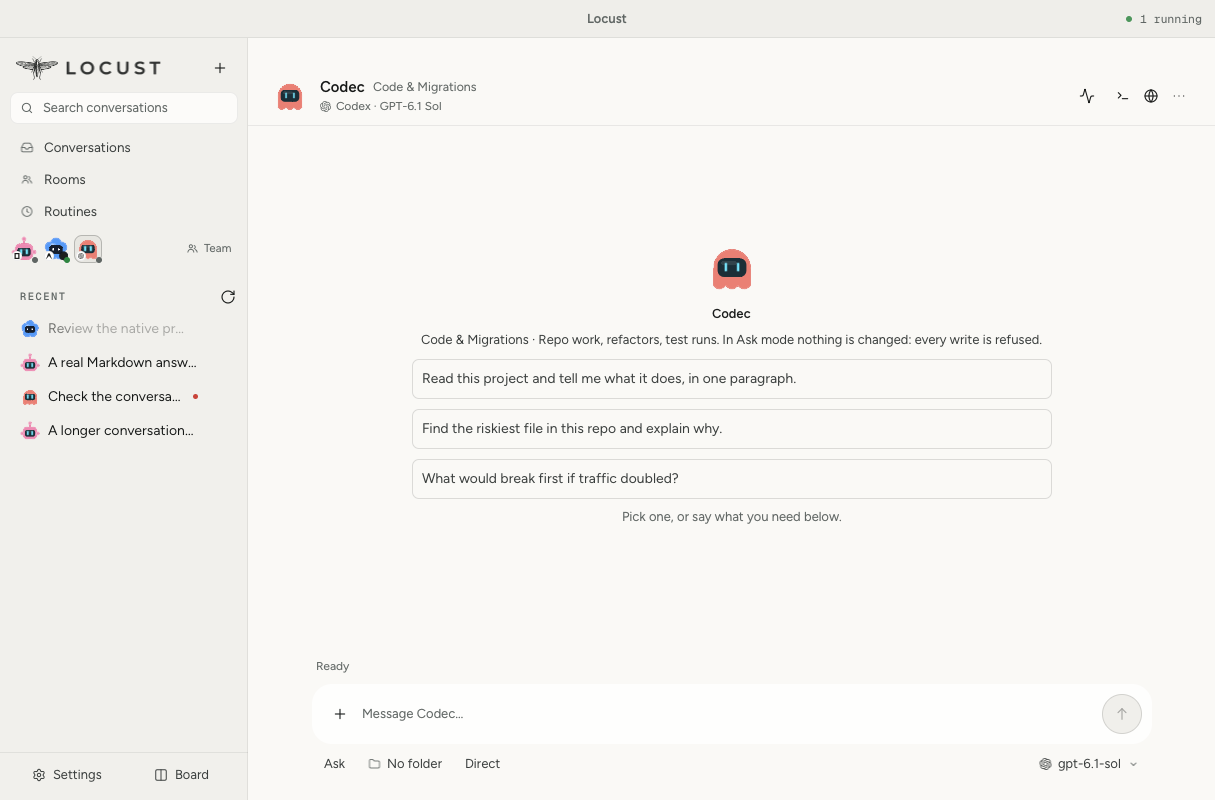 Locust
1 running
LOCUST
Search conversations
Conversations
Rooms
Routines
Team
RECENT
Review the native pr...
A real Markdown answ...
Check the conversa...
A longer conversation...
Settings
Board
Codec Code & Migrations
Codex · GPT-6.1 Sol
Codec
Code & Migrations · Repo work, refactors, test runs. In Ask mode nothing is changed: every write is refused.
Read this project and tell me what it does, in one paragraph.
Find the riskiest file in this repo and explain why.
What would break first if traffic doubled?
Pick one, or say what you need below.
Ready
Message Codec...
Ask
No folder
Direct
gpt-6.1-sol